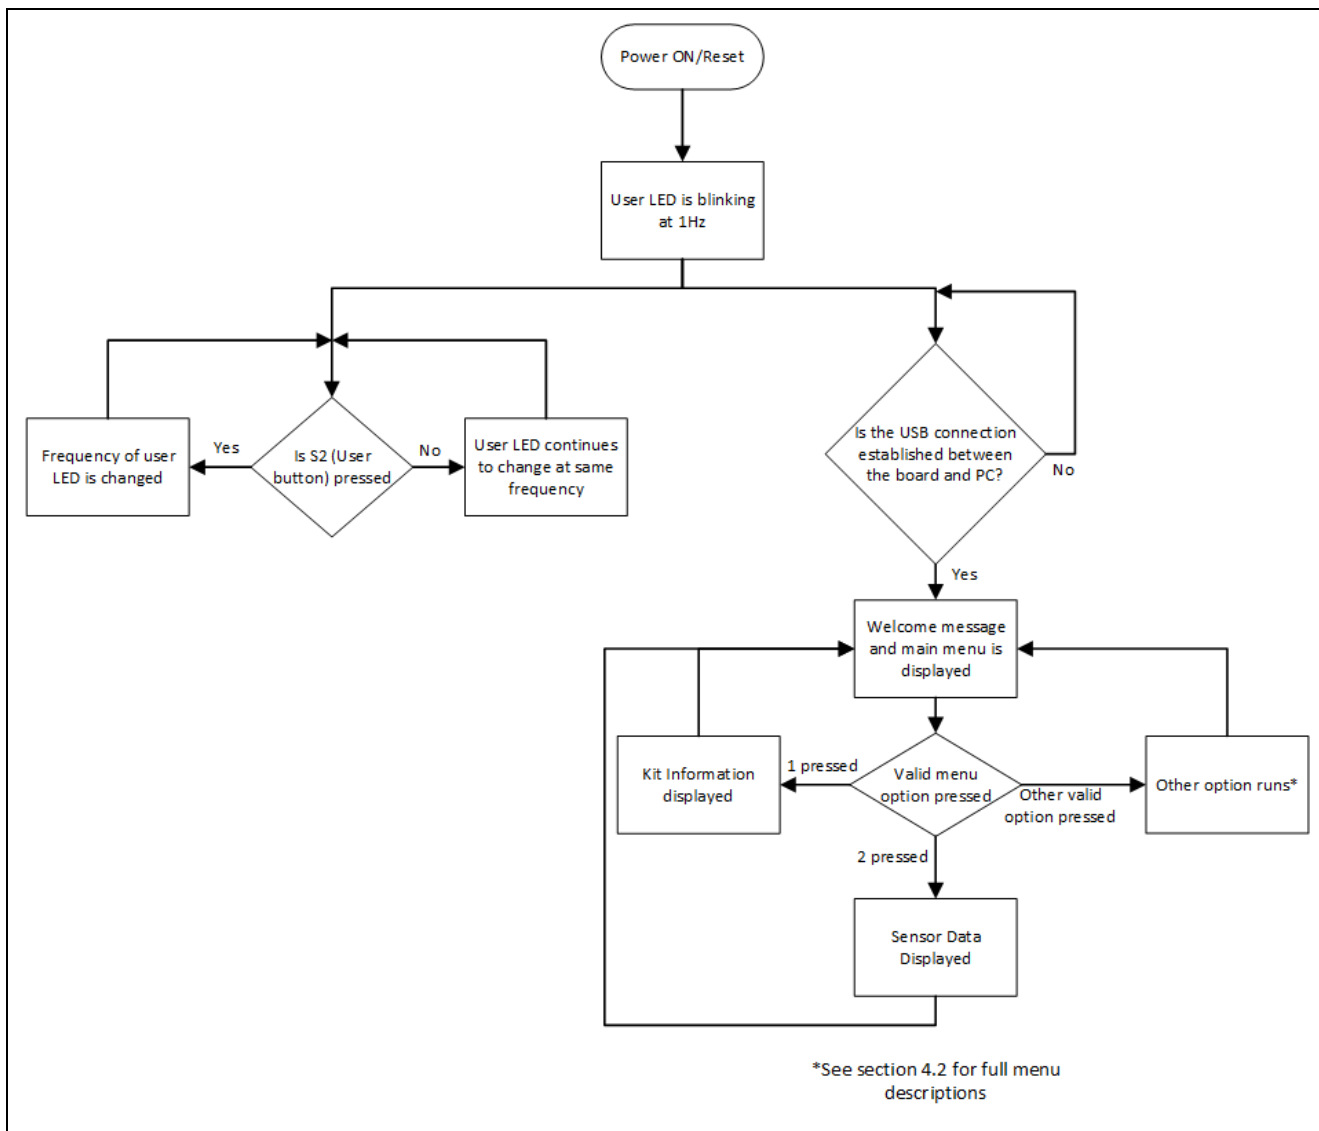 Power ON/Reset
User LED is blinking
at 1Hz
Frequency of user
LED is changed
Yes
Is S2 (User
button) pressed
No
User LED continues
to change at same
frequency
Is the USB connection
established between
the board and PC?
No
Yes
Welcome message
and main menu is
displayed
Kit Information
displayed
1 pressed
Valid menu
option pressed
Other valid
option pressed
Other option runs*
2 pressed
Sensor Data
Displayed
*See section 4.2 for full menu
descriptions